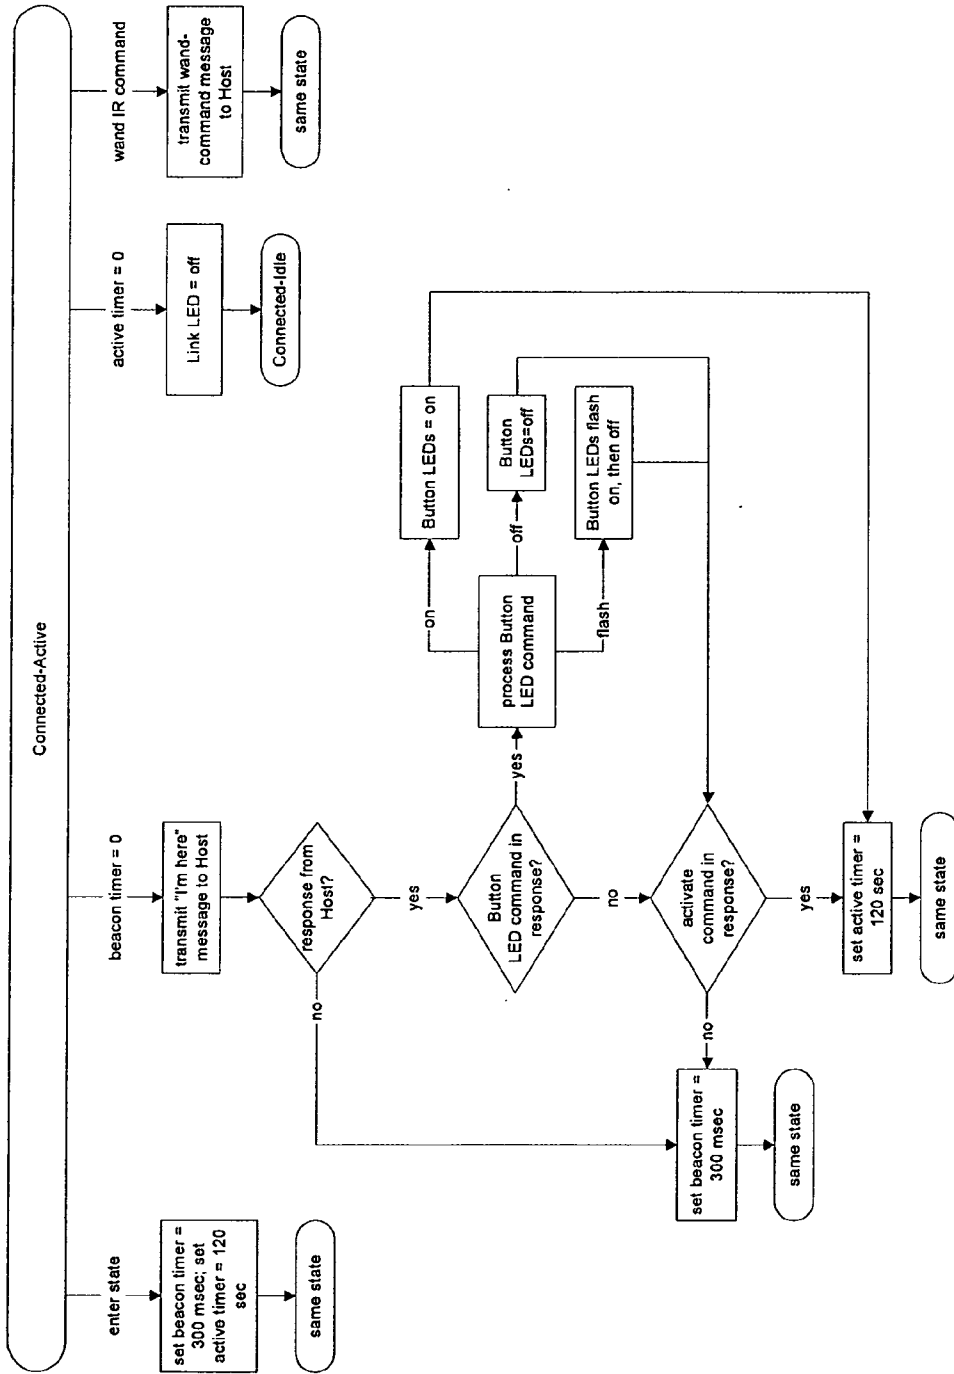 Connected-Active
enter state
set beacon timer =
300 msec; set
active timer = 120
sec
same state
beacon timer = 0
transmit "I'm here"
message to Host
response from
Host?
no
yes
Button
LED command in
response?
yes
no
process Button
LED command
on
off
flash
Button LEDs = on
Button
LEDs=off
Button LEDs flash
on, then off
activate
command in
response?
no
yes
set beacon timer =
300 msec
same state
set active timer =
120 sec
same state
active timer = 0
Link LED = off
Connected-Idle
wand IR command
transmit wand-
command message
to Host
same state